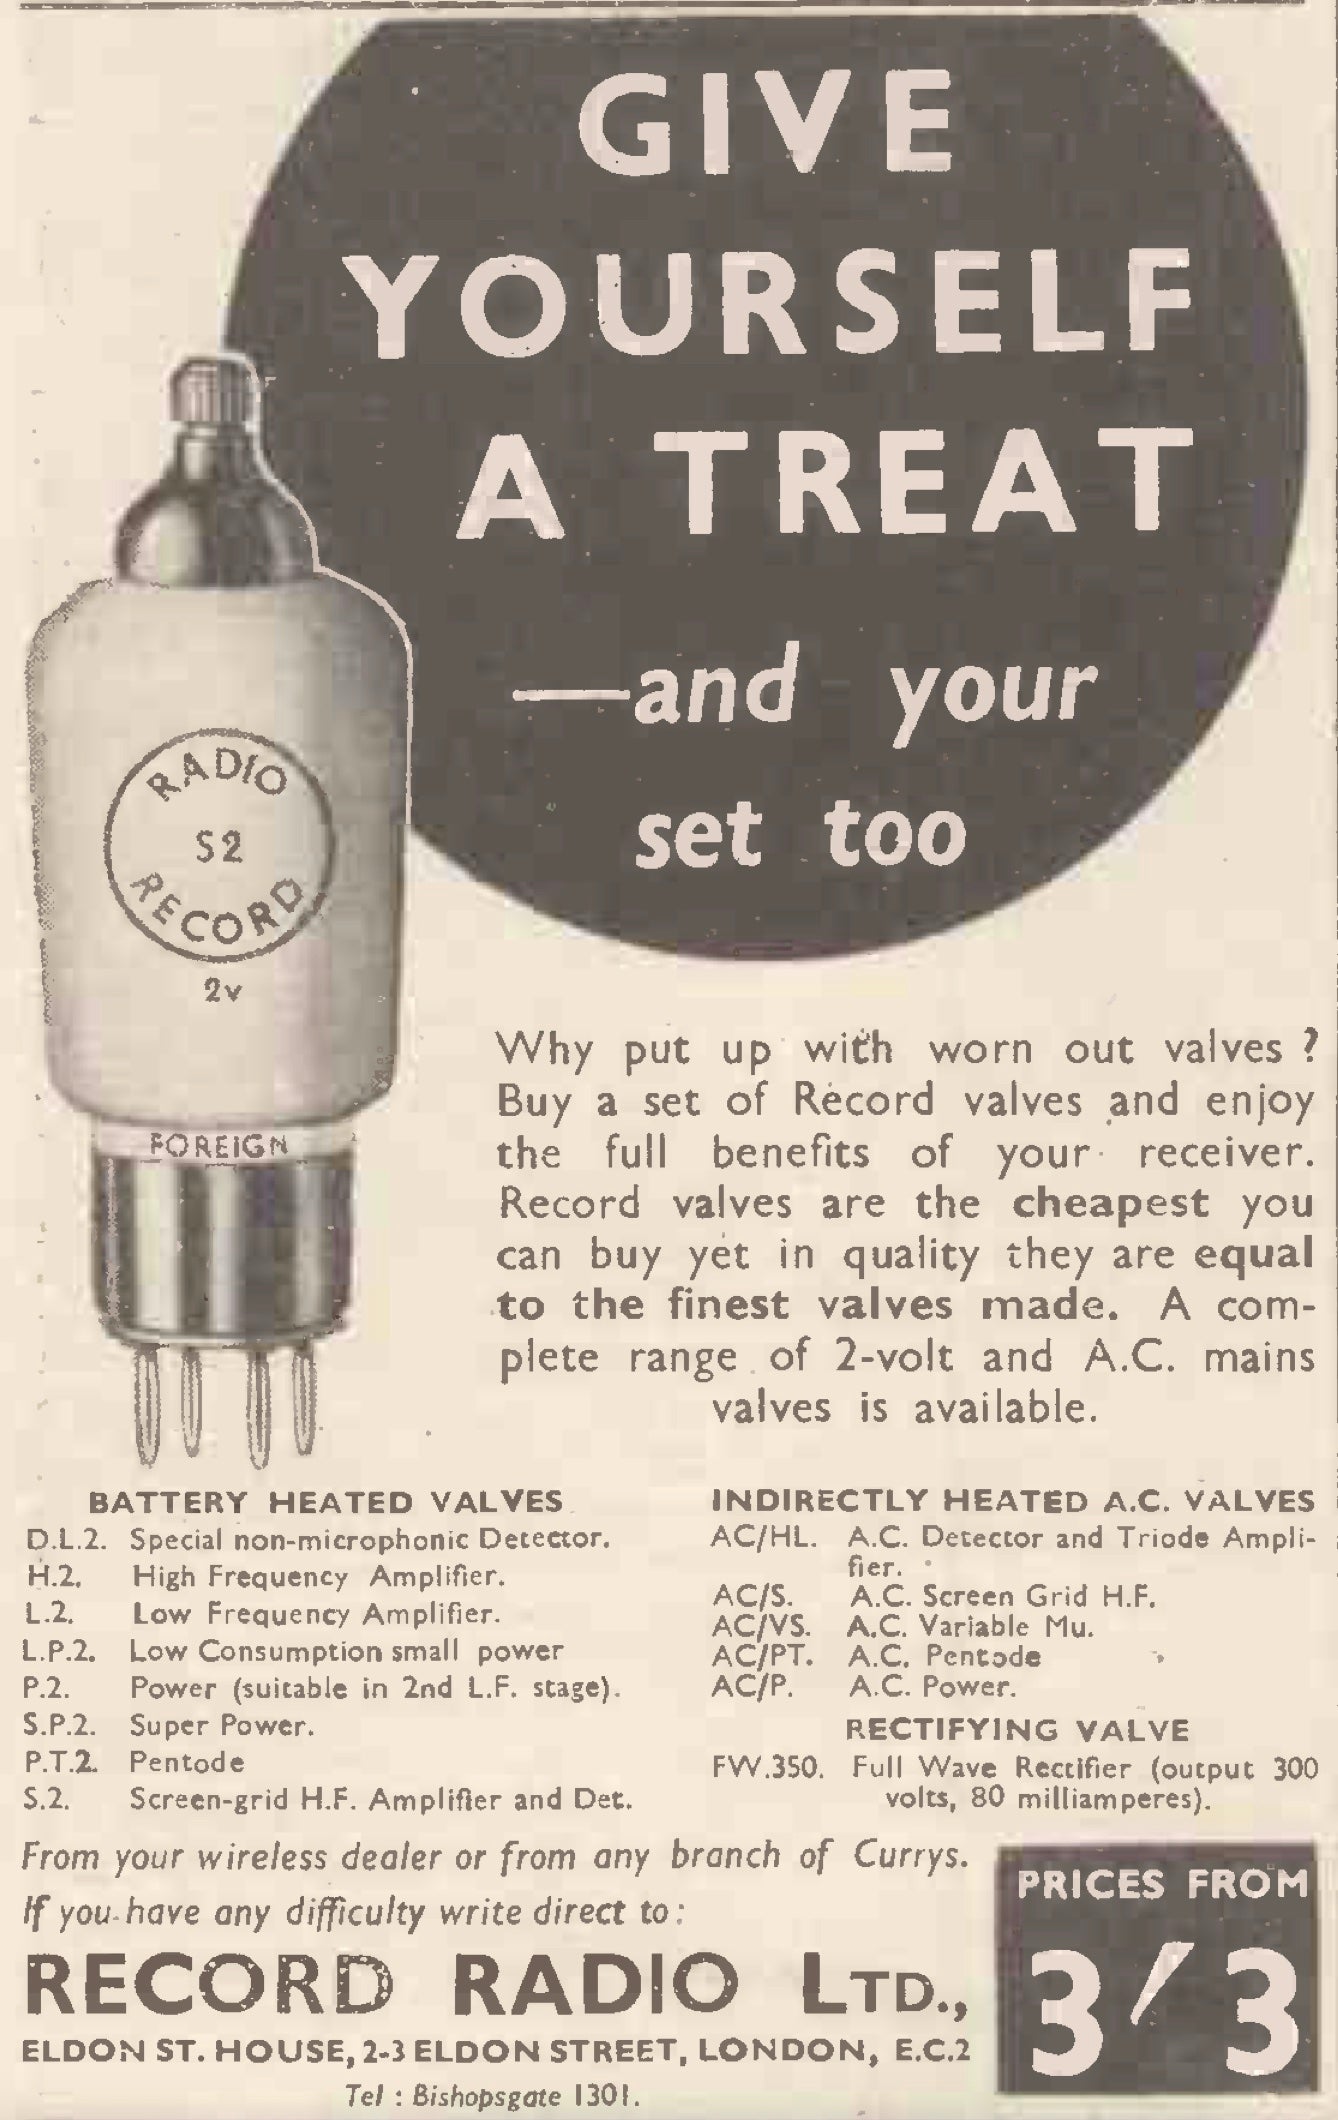 GIVE
YOURSELF
A TREAT
—and your
set too
RADIO
S2
RECORD
2v
FOREIGN
Why put up with worn out valves ?
Buy a set of Record valves and enjoy
the full benefits of your receiver.
Record valves are the cheapest you
can buy yet in quality they are equal
to the finest valves made. A com-
plete range of 2-volt and A.C. mains
valves is available.
BATTERY HEATED VALVES
D.L.2. Special non-microphonic Detector.
H.2. High Frequency Amplifier.
L.2. Low Frequency Amplifier.
L.P.2. Low Consumption small power
P.2. Power (suitable in 2nd L.F. stage).
S.P.2. Super Power.
P.T.2. Pentode
S.2. Screen-grid H.F. Amplifier and Det.
INDIRECTLY HEATED A.C. VALVES
AC/HL. A.C. Detector and Triode Ampli-
fier.
AC/S. A.C. Screen Grid H.F.
AC/VS. A.C. Variable Mu.
AC/PT. A.C. Pentode
AC/P. A.C. Power.
RECTIFYING VALVE
FW.350. Full Wave Rectifier (output 300
volts, 80 milliamperes).
From your wireless dealer or from any branch of Currys.
If you have any difficulty write direct to :
RECORD RADIO LTD.,
ELDON ST. HOUSE, 2-3 ELDON STREET, LONDON, E.C.2
Tel : Bishopsgate 1301.
PRICES FROM
3/3